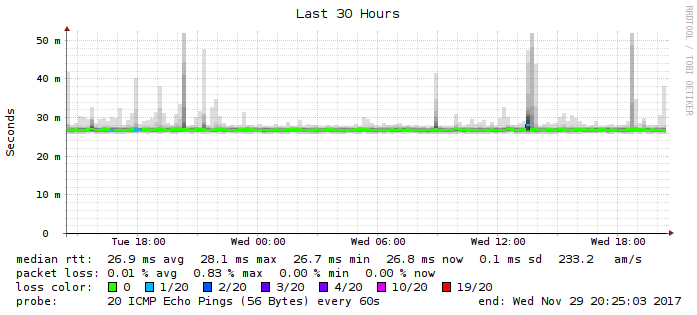 Last 30 Hours
RRDTOOL / TOBI OETIKER
Seconds
50 m
40 m
30 m
20 m
10 m
0
Tue 18:00 Wed 00:00 Wed 06:00 Wed 12:00 Wed 18:00
median rtt: 26.9 ms avg 28.1 ms max 26.7 ms min 26.8 ms now 0.1 ms sd 233.2 am/s
packet loss: 0.01 % avg 0.83 % max 0.00 % min 0.00 % now
loss color: 0 1/20 2/20 3/20 4/20 10/20 19/20
probe: 20 ICMP Echo Pings (56 Bytes) every 60s end: Wed Nov 29 20:25:03 2017